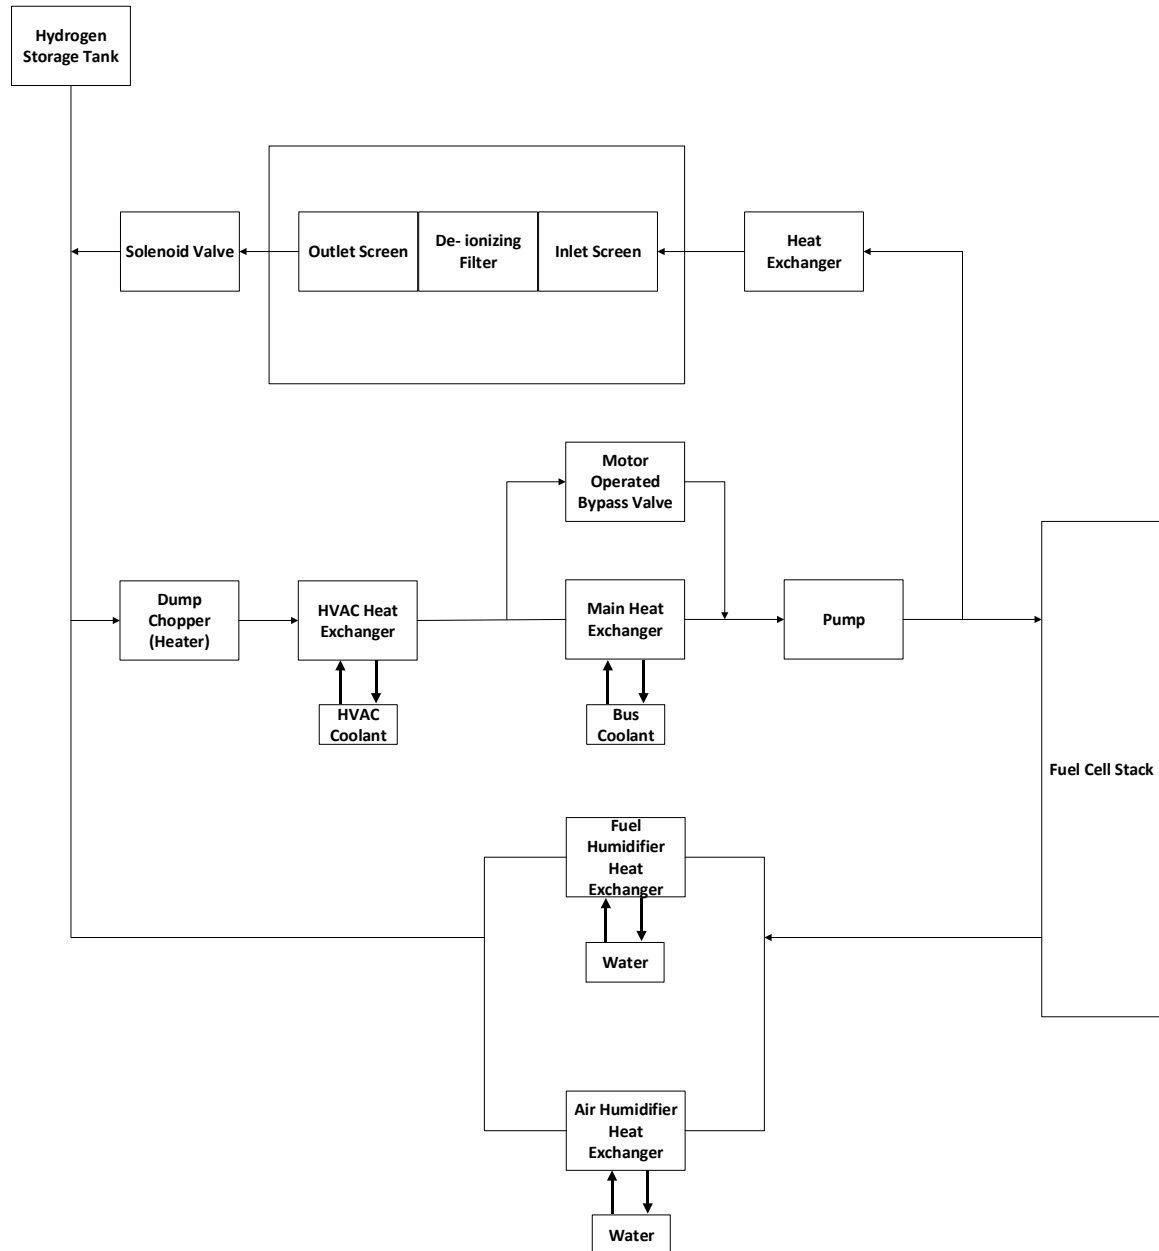 Hydrogen
Storage Tank
Solenoid Valve
Outlet Screen
De- ionizing
Filter
Inlet Screen
Heat
Exchanger
Motor
Operated
Bypass Valve
Dump
Chopper
(Heater)
HVAC Heat
Exchanger
Main Heat
Exchanger
Pump
HVAC
Coolant
Bus
Coolant
Fuel Cell Stack
Fuel
Humidifier
Heat
Exchanger
Water
Air Humidifier
Heat
Exchanger
Water